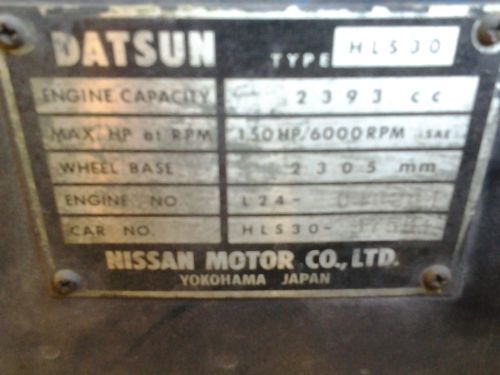 DATSUN TYPE HLS30
ENGINE CAPACITY 2393 cc
MAX. HP at RPM 150HP/6000RPM (SAE)
WHEEL BASE 2305 mm
ENGINE NO. L24-
CAR NO. HLS30-
NISSAN MOTOR CO., LTD.
YOKOHAMA JAPAN